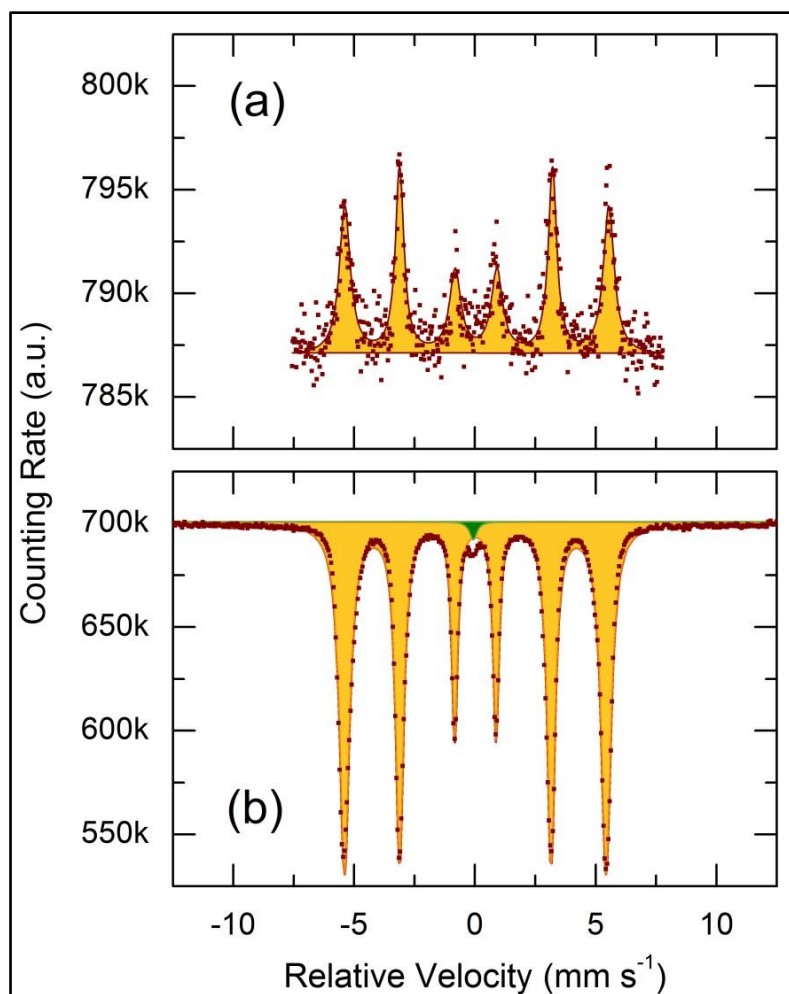 (a)
800k
795k
790k
785k
Counting Rate (a.u.)
700k
650k
600k
550k
(b)
-10 -5 0 5 10
Relative Velocity (mm s⁻¹)